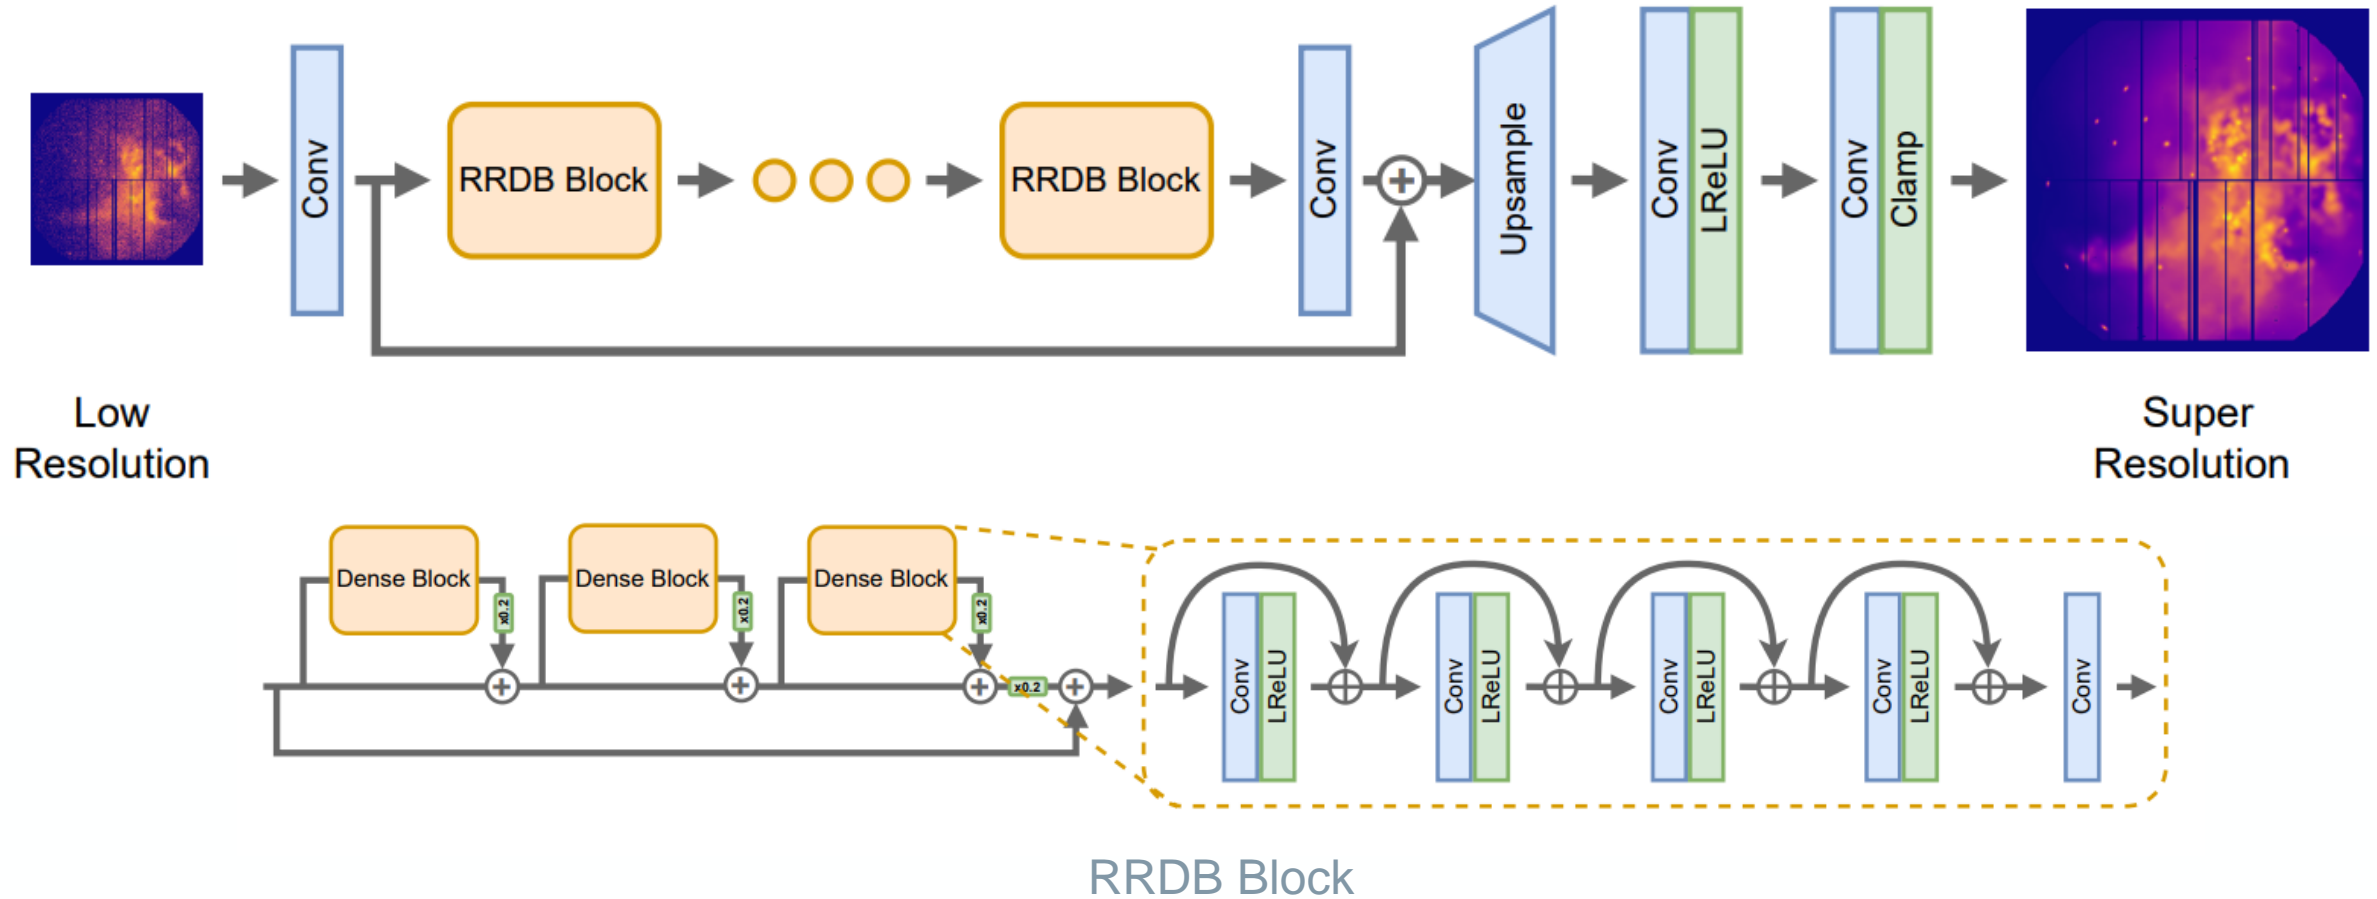 Conv
RRDB Block
RRDB Block
Conv
Upsample
Conv
LReLU
Conv
Clamp
Low
Resolution
Super
Resolution
Dense Block
x0.2
Dense Block
x0.2
Dense Block
x0.2
x0.2
Conv
LReLU
Conv
LReLU
Conv
LReLU
Conv
LReLU
Conv
RRDB Block